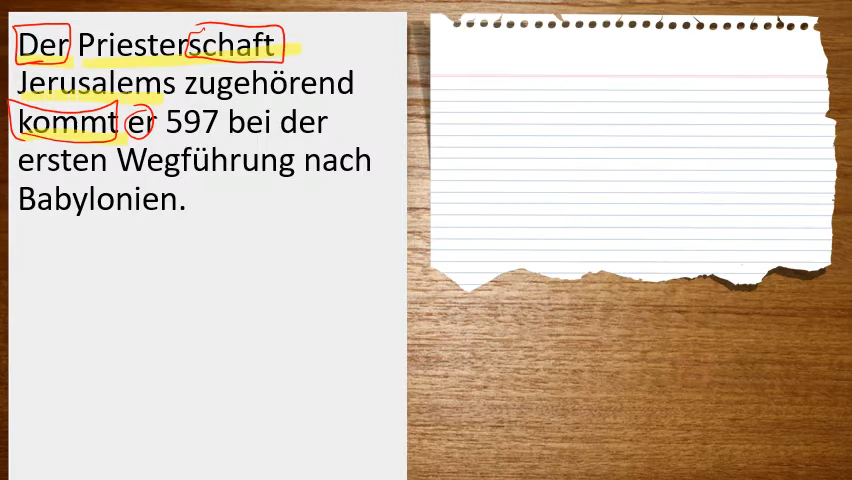 Der Priesterschaft
Jerusalems zugehörend
kommt er 597 bei der
ersten Wegführung nach
Babylonien.